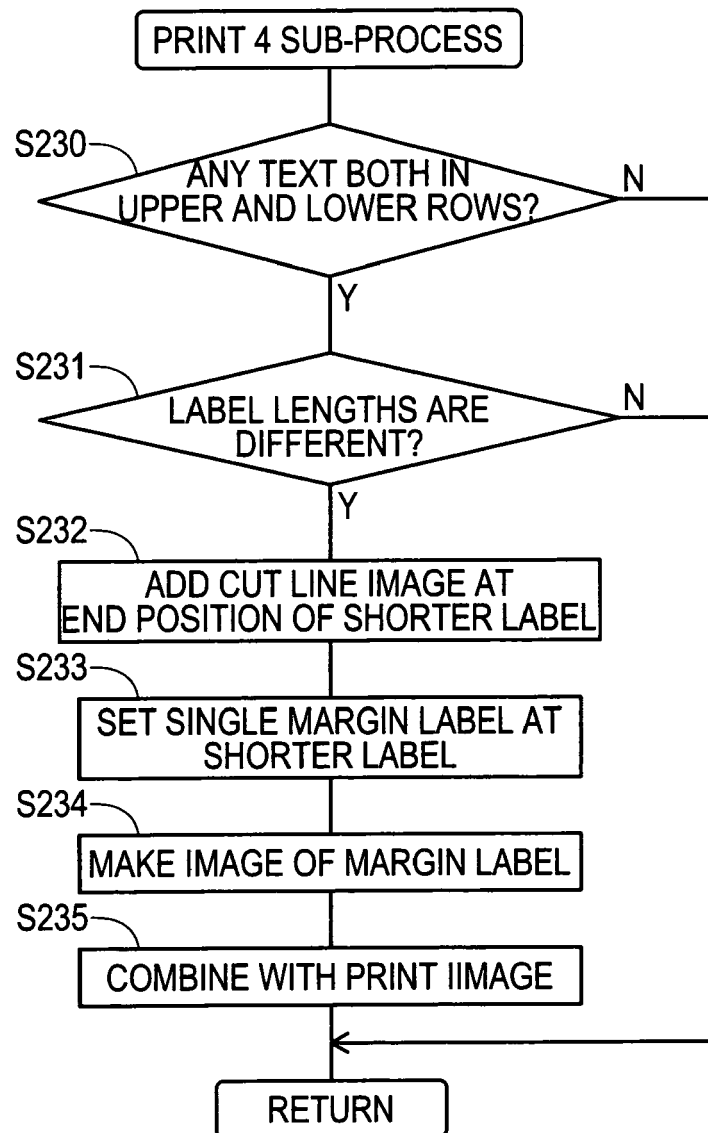 PRINT 4 SUB-PROCESS
S230
ANY TEXT BOTH IN
UPPER AND LOWER ROWS?
N
Y
S231
LABEL LENGTHS ARE
DIFFERENT?
N
Y
S232
ADD CUT LINE IMAGE AT
END POSITION OF SHORTER LABEL
S233
SET SINGLE MARGIN LABEL AT
SHORTER LABEL
S234
MAKE IMAGE OF MARGIN LABEL
S235
COMBINE WITH PRINT IIMAGE
RETURN